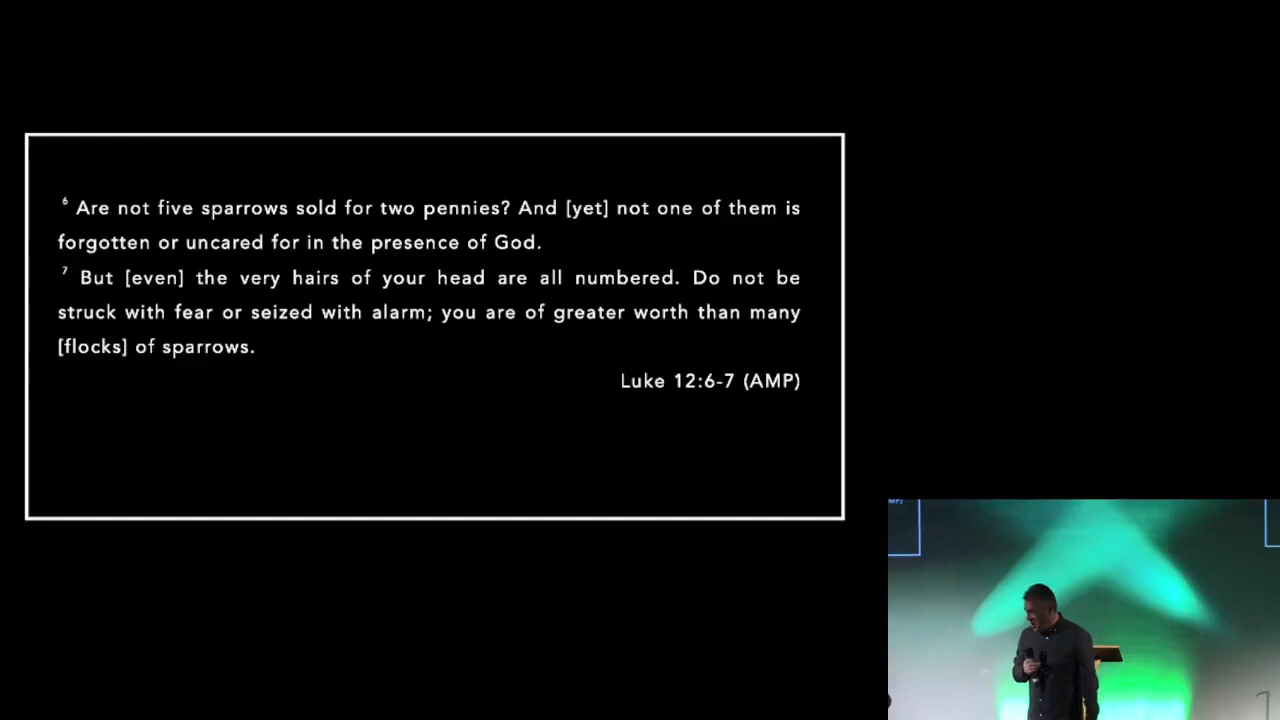 ⁶ Are not five sparrows sold for two pennies? And [yet] not one of them is
forgotten or uncared for in the presence of God.
⁷ But [even] the very hairs of your head are all numbered. Do not be
struck with fear or seized with alarm; you are of greater worth than many
[flocks] of sparrows.
Luke 12:6-7 (AMP)